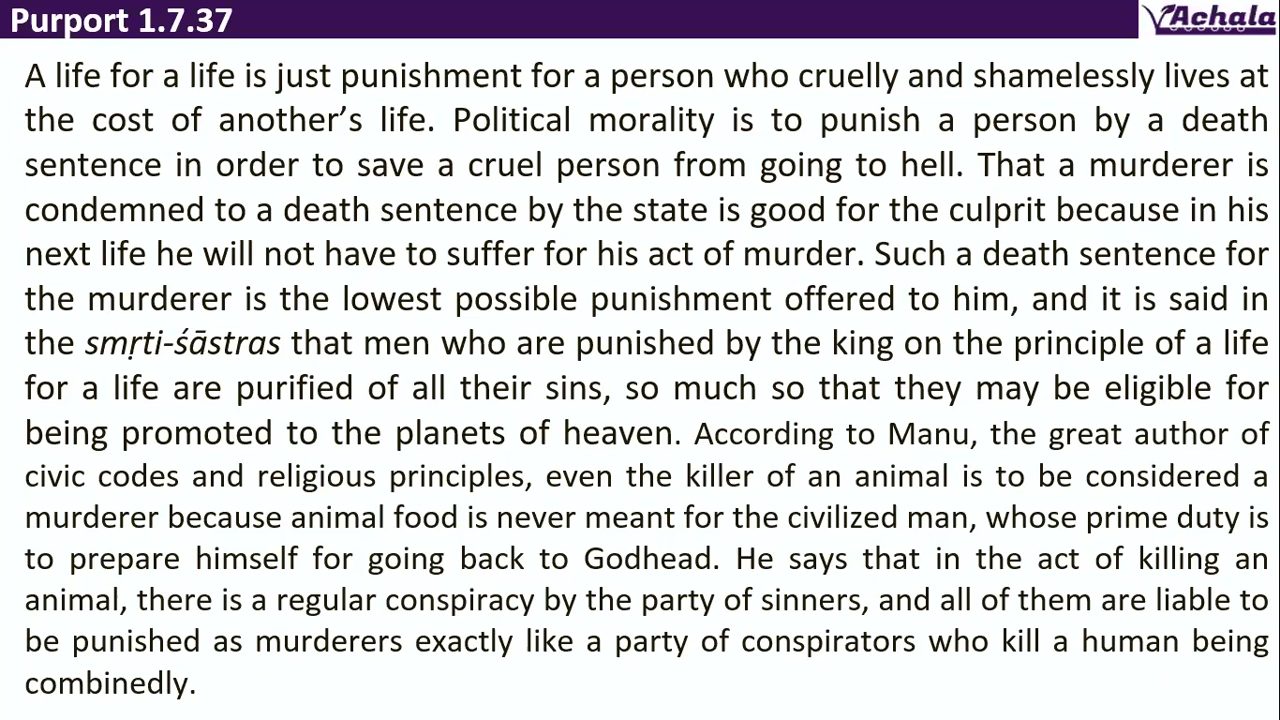 Purport 1.7.37
Achala
A life for a life is just punishment for a person who cruelly and shamelessly lives at
the cost of another’s life. Political morality is to punish a person by a death
sentence in order to save a cruel person from going to hell. That a murderer is
condemned to a death sentence by the state is good for the culprit because in his
next life he will not have to suffer for his act of murder. Such a death sentence for
the murderer is the lowest possible punishment offered to him, and it is said in
the smṛti-śāstras that men who are punished by the king on the principle of a life
for a life are purified of all their sins, so much so that they may be eligible for
being promoted to the planets of heaven. According to Manu, the great author of
civic codes and religious principles, even the killer of an animal is to be considered a
murderer because animal food is never meant for the civilized man, whose prime duty is
to prepare himself for going back to Godhead. He says that in the act of killing an
animal, there is a regular conspiracy by the party of sinners, and all of them are liable to
be punished as murderers exactly like a party of conspirators who kill a human being
combinedly.